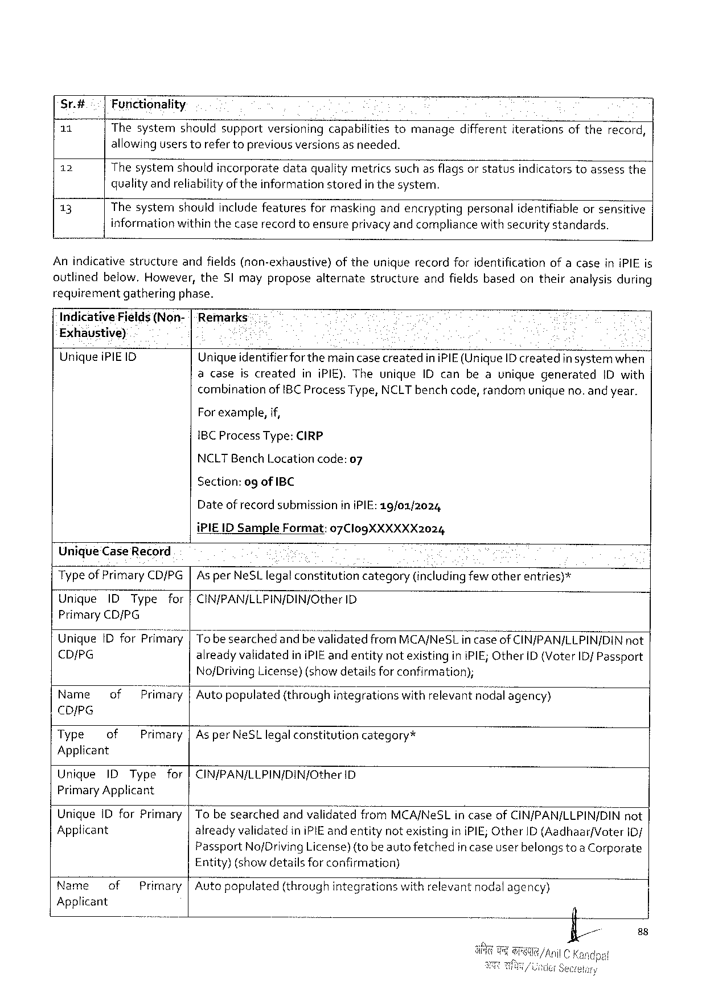 Sr.# Functionality
11 The system should support versioning capabilities to manage different iterations of the record,
allowing users to refer to previous versions as needed.
12 The system should incorporate data quality metrics such as flags or status indicators to assess the
quality and reliability of the information stored in the system.
13 The system should include features for masking and encrypting personal identifiable or sensitive
information within the case record to ensure privacy and compliance with security standards.
An indicative structure and fields (non-exhaustive) of the unique record for identification of a case in iPIE is
outlined below. However, the SI may propose alternate structure and fields based on their analysis during
requirement gathering phase.
Indicative Fields (Non- Remarks
Exhaustive)
Unique iPIE ID Unique identifier for the main case created in iPIE (Unique ID created in system when
a case is created in iPIE). The unique ID can be a unique generated ID with
combination of IBC Process Type, NCLT bench code, random unique no. and year.
For example, if,
IBC Process Type: CIRP
NCLT Bench Location code: 07
Section: 09 of IBC
Date of record submission in iPIE: 19/01/2024
iPIE ID Sample Format: 07CI09XXXXXX2024
Unique Case Record
Type of Primary CD/PG As per NeSL legal constitution category (including few other entries)*
Unique ID Type for CIN/PAN/LLPIN/DIN/Other ID
Primary CD/PG
Unique ID for Primary To be searched and be validated from MCA/NeSL in case of CIN/PAN/LLPIN/DIN not
CD/PG already validated in iPIE and entity not existing in iPIE; Other ID (Voter ID/ Passport
No/Driving License) (show details for confirmation);
Name of Primary Auto populated (through integrations with relevant nodal agency)
CD/PG
Type of Primary As per NeSL legal constitution category*
Applicant
Unique ID Type for CIN/PAN/LLPIN/DIN/Other ID
Primary Applicant
Unique ID for Primary To be searched and validated from MCA/NeSL in case of CIN/PAN/LLPIN/DIN not
Applicant already validated in iPIE and entity not existing in iPIE; Other ID (Aadhaar/Voter ID/
Passport No/Driving License) (to be auto fetched in case user belongs to a Corporate
Entity) (show details for confirmation)
Name of Primary Auto populated (through integrations with relevant nodal agency)
Applicant
88
अनिल चन्द्र काण्डपाल/Anil C Kandpal
अवर सचिव/Under Secretary